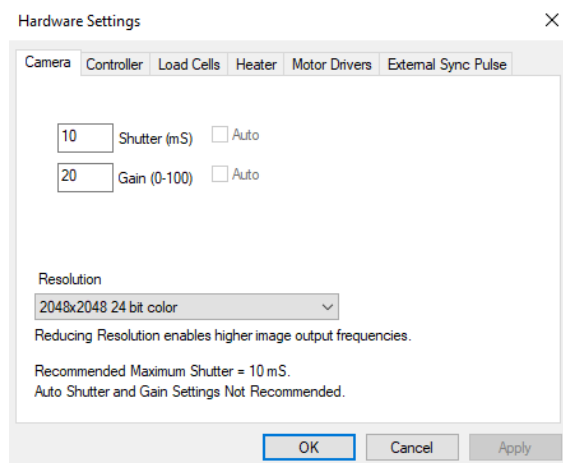 Hardware Settings
Camera Controller Load Cells Heater Motor Drivers External Sync Pulse
10 Shutter (mS) Auto
20 Gain (0-100) Auto
Resolution
2048x2048 24 bit color
Reducing Resolution enables higher image output frequencies.
Recommended Maximum Shutter = 10 mS.
Auto Shutter and Gain Settings Not Recommended.
OK Cancel Apply